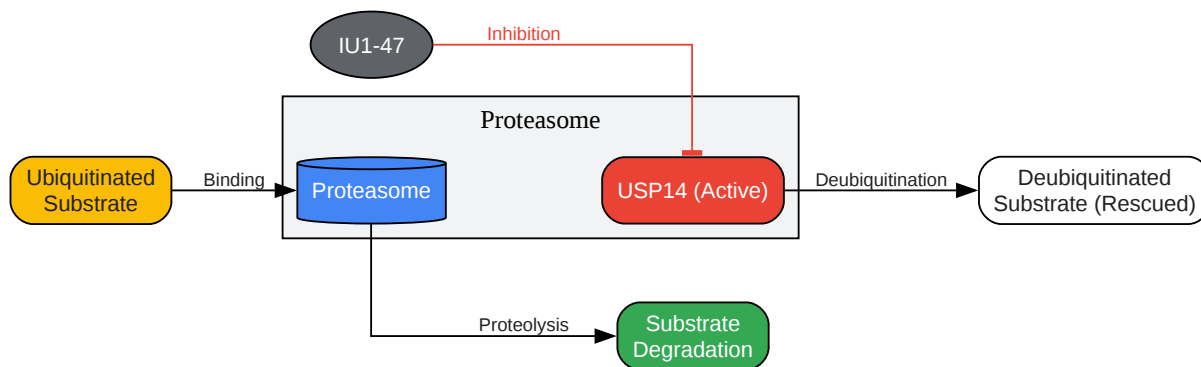 IU1-47
Inhibition
Proteasome
Ubiquitinated
Substrate
Binding
Proteasome
USP14 (Active)
Deubiquitination
Deubiquitinated
Substrate (Rescued)
Proteolysis
Substrate
Degradation